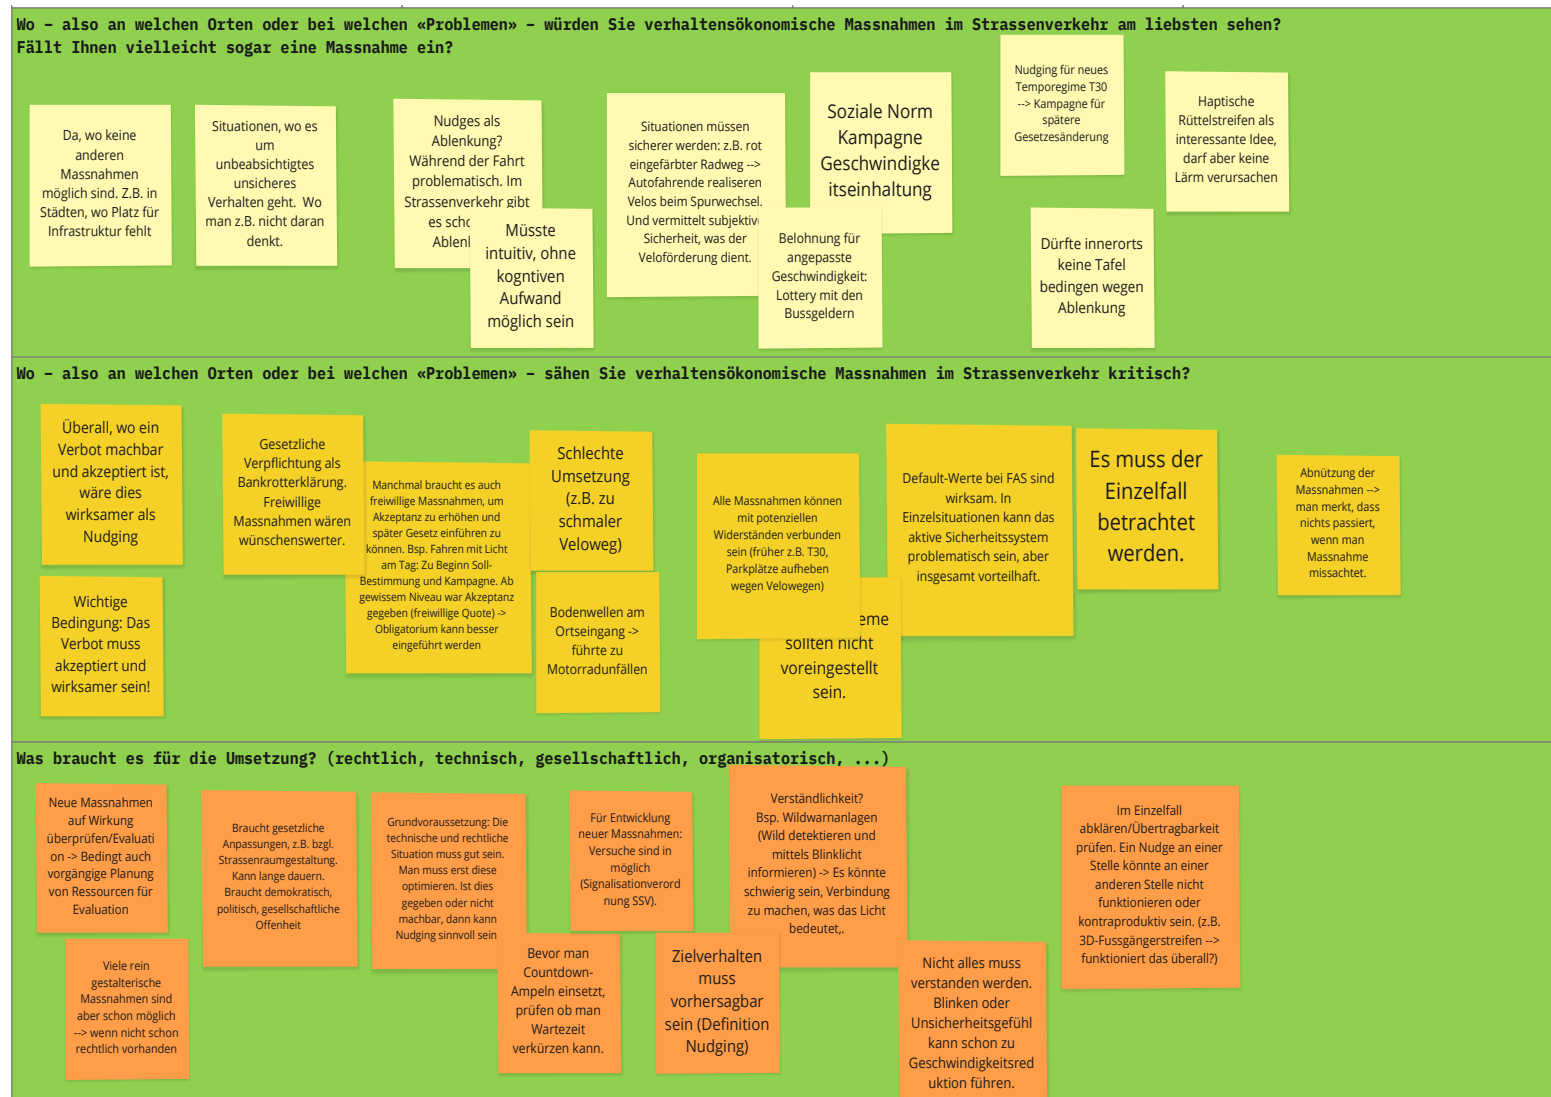 Wo – also an welchen Orten oder bei welchen «Problemen» – würden Sie verhaltensökonomische Massnahmen im Strassenverkehr am liebsten sehen?
Fällt Ihnen vielleicht sogar eine Massnahme ein?
Da, wo keine
anderen
Massnahmen
möglich sind. Z.B. in
Städten, wo Platz für
Infrastruktur fehlt
Situationen, wo es
um
unbeabsichtigtes
unsicheres
Verhalten geht. Wo
man z.B. nicht daran
denkt.
Nudges als
Ablenkung?
Während der Fahrt
problematisch. Im
Strassenverkehr gibt
es
Müsste
intuitiv, ohne
kogntiven
Aufwand
möglich sein
Situationen müssen
sicherer werden: z.B. rot
eingefärbter Radweg -->
Autofahrende realiseren
Velos beim Spurwechsel.
Und vermittelt subjektive
Sicherheit, was der
Veloförderung dient.
Soziale Norm
Kampagne
Geschwindigke
itseinhaltung
Belohnung für
angepasste
Geschwindigkeit:
Lottery mit den
Bussgeldern
Nudging für neues
Temporegime T30
--> Kampagne für
spätere
Gesetzesänderung
Dürfte innerorts
keine Tafel
bedingen wegen
Ablenkung
Haptische
Rüttelstreifen als
interessante Idee,
darf aber keine
Lärm verursachen
Wo – also an welchen Orten oder bei welchen «Problemen» – sähen Sie verhaltensökonomische Massnahmen im Strassenverkehr kritisch?
Überall, wo ein
Verbot machbar
und akzeptiert ist,
wäre dies
wirksamer als
Nudging
Wichtige
Bedingung: Das
Verbot muss
akzeptiert und
wirksamer sein!
Gesetzliche
Verpflichtung als
Bankrotterklärung.
Freiwillige
Massnahmen wären
wünschenswerter.
Manchmal braucht es auch
freiwillige Massnahmen, um
Akzeptanz zu erhöhen und
später Gesetz einführen zu
können. Bsp. Fahren mit Licht
am Tag: Zu Beginn Soll-
Bestimmung und Kampagne. Ab
gewissem Niveau war Akzeptanz
gegeben (freiwillige Quote) ->
Obligatorium kann besser
eingeführt werden
Schlechte
Umsetzung
(z.B. zu
schmaler
Veloweg)
Bodenwellen am
Ortseingang ->
führte zu
Motorradunfällen
Alle Massnahmen können
mit potenziellen
Widerständen verbunden
sein (früher z.B. T30,
Parkplätze aufheben
wegen Velowegen)
sollten nicht
voreingestellt
sein.
Default-Werte bei FAS sind
wirksam. In
Einzelsituationen kann das
aktive Sicherheitssystem
problematisch sein, aber
insgesamt vorteilhaft.
Es muss der
Einzelfall
betrachtet
werden.
Abnützung der
Massnahmen -->
man merkt, dass
nichts passiert,
wenn man
Massnahme
missachtet.
Was braucht es für die Umsetzung? (rechtlich, technisch, gesellschaftlich, organisatorisch, ...)
Neue Massnahmen
auf Wirkung
überprüfen/Evaluati
on -> Bedingt auch
vorgängige Planung
von Ressourcen für
Evaluation
Viele rein
gestalterische
Massnahmen sind
aber schon möglich
--> wenn nicht schon
rechtlich vorhanden
Braucht gesetzliche
Anpassungen, z.B. bzgl.
Strassenraumgestaltung.
Kann lange dauern.
Braucht demokratisch,
politisch, gesellschaftliche
Offenheit
Grundvoraussetzung: Die
technische und rechtliche
Situation muss gut sein.
Man muss erst diese
optimieren. Ist dies
gegeben oder nicht
machbar, dann kann
Nudging sinnvoll sein
Bevor man
Countdown-
Ampeln einsetzt,
prüfen ob man
Wartezeit
verkürzen kann.
Für Entwicklung
neuer Massnahmen:
Versuche sind in
möglich
(Signalisationverord
nung SSV).
Zielverhalten
muss
vorhersagbar
sein (Definition
Nudging)
Verständlichkeit?
Bsp. Wildwarnanlagen
(Wild detektieren und
mittels Blinklicht
informieren) -> Es könnte
schwierig sein, Verbindung
zu machen, was das Licht
bedeutet,.
Nicht alles muss
verstanden werden.
Blinken oder
Unsicherheitsgefühl
kann schon zu
Geschwindigkeitsred
uktion führen.
Im Einzelfall
abklären/Übertragbarkeit
prüfen. Ein Nudge an einer
Stelle könnte an einer
anderen Stelle nicht
funktionieren oder
kontraproduktiv sein. (z.B.
3D-Fussgängerstreifen -->
funktioniert das überall?)